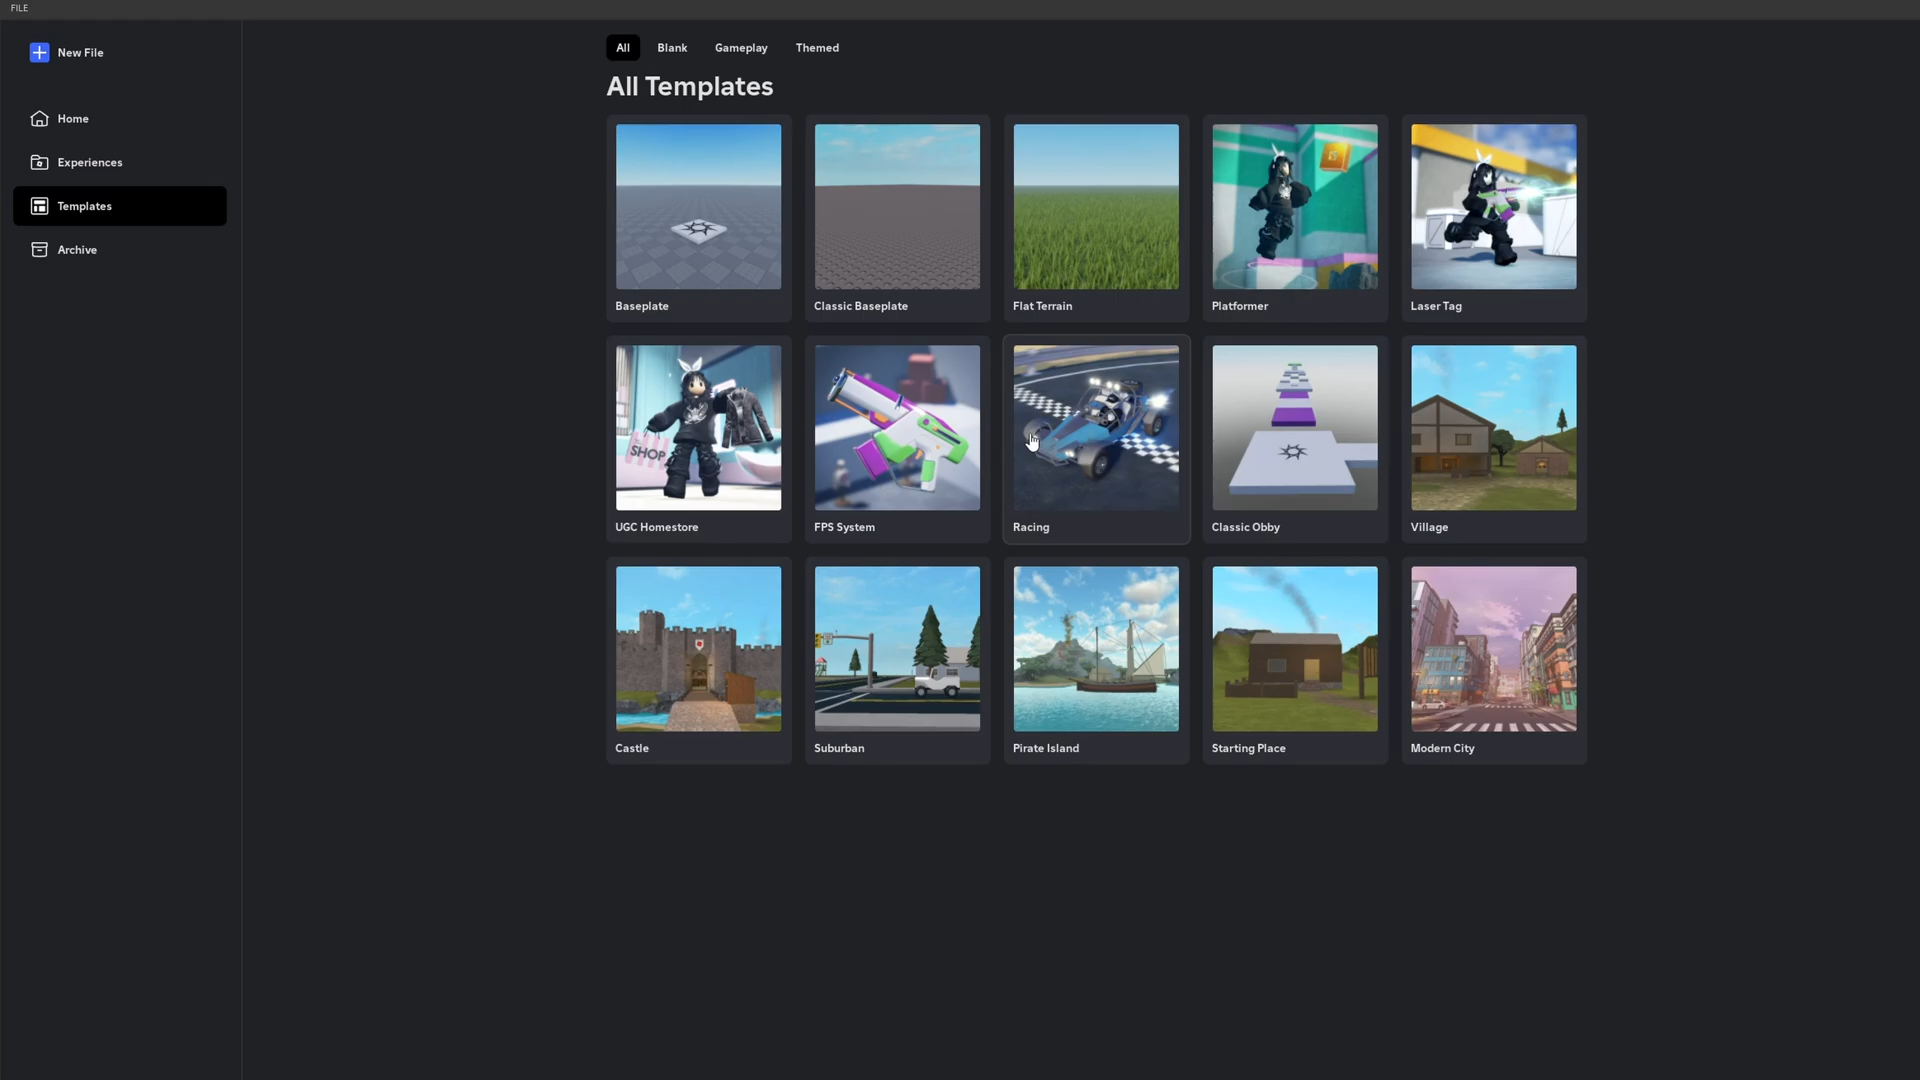 FILE
New File
Home
Experiences
Templates
Archive
All
Blank
Gameplay
Themed
All Templates
Baseplate
Classic Baseplate
Flat Terrain
Platformer
Laser Tag
SHOP
UGC Homestore
FPS System
Racing
Classic Obby
Village
Castle
Suburban
Pirate Island
Starting Place
Modern City